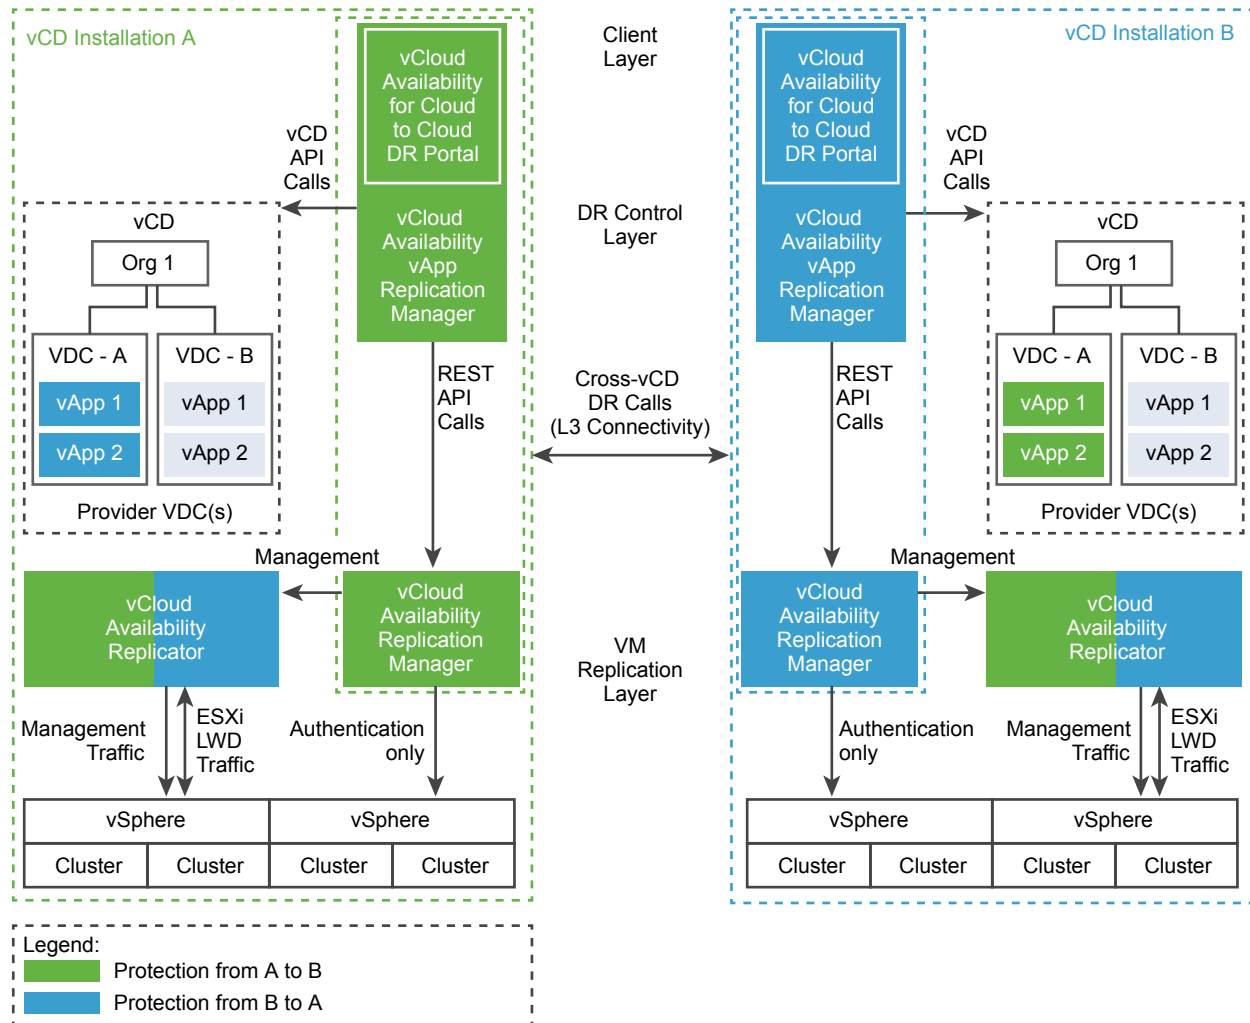 vCD Installation A
vCloud
Availability
for Cloud
to Cloud
DR Portal
Client
Layer
vCloud
Availability
for Cloud
to Cloud
DR Portal
vCD Installation B
vCD
API
Calls
vCD
API
Calls
vCloud
Availability
vApp
Replication
Manager
DR Control
Layer
vCloud
Availability
vApp
Replication
Manager
vCD
Org 1
VDC - A
vApp 1
vApp 2
VDC - B
vApp 1
vApp 2
Provider VDC(s)
REST
API
Calls
Cross-vCD
DR Calls
(L3 Connectivity)
REST
API
Calls
vCD
Org 1
VDC - A
vApp 1
vApp 2
VDC - B
vApp 1
vApp 2
Provider VDC(s)
Management
Management
vCloud
Availability
Replicator
vCloud
Availability
Replication
Manager
VM
Replication
Layer
vCloud
Availability
Replication
Manager
vCloud
Availability
Replicator
Management
Traffic
ESXi
LWD
Traffic
Authentication
only
Authentication
only
Management
Traffic
ESXi
LWD
Traffic
vSphere
vSphere
Cluster
Cluster
Cluster
Cluster
vSphere
vSphere
Cluster
Cluster
Cluster
Cluster
Legend:
Protection from A to B
Protection from B to A